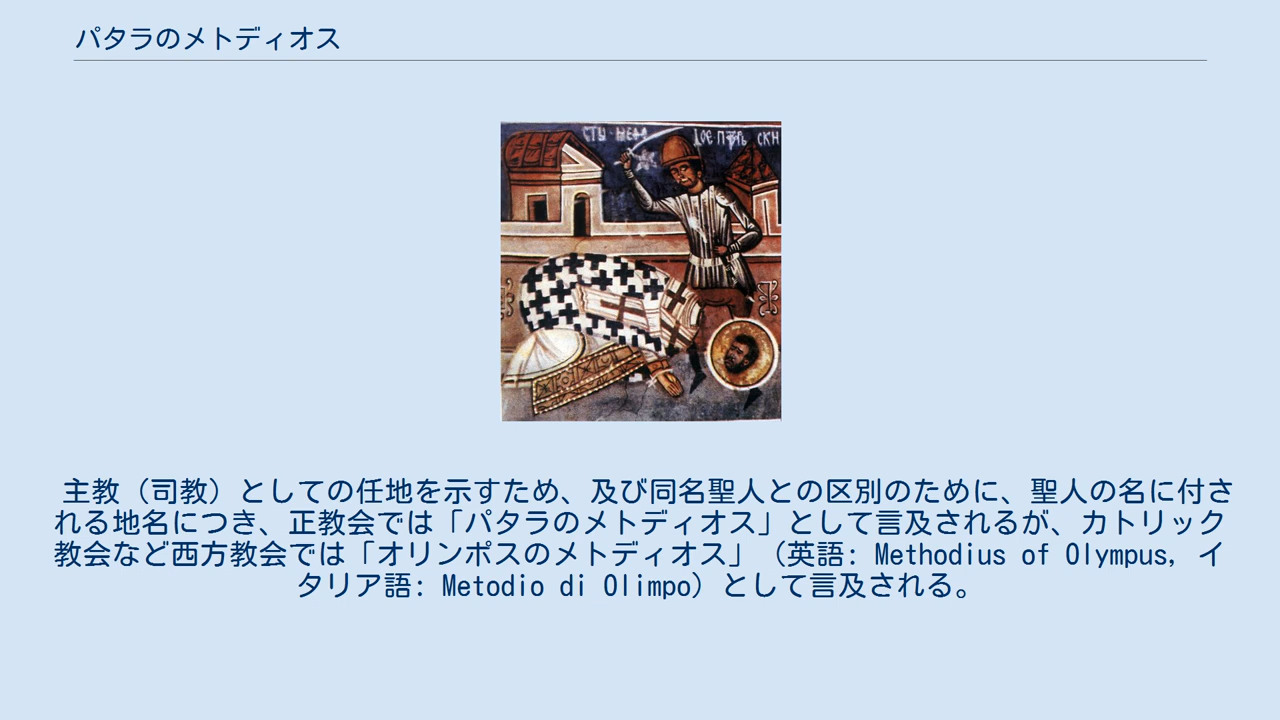 パタラのメトディオス
СТЫ МЕФО
主教（司教）としての任地を示すため、及び同名聖人との区別のために、聖人の名に付さ
れる地名につき、正教会では「パタラのメトディオス」として言及されるが、カトリック
教会など西方教会では「オリンポスのメトディオス」（英語: Methodius of Olympus, イ
タリア語: Metodio di Olimpo）として言及される。